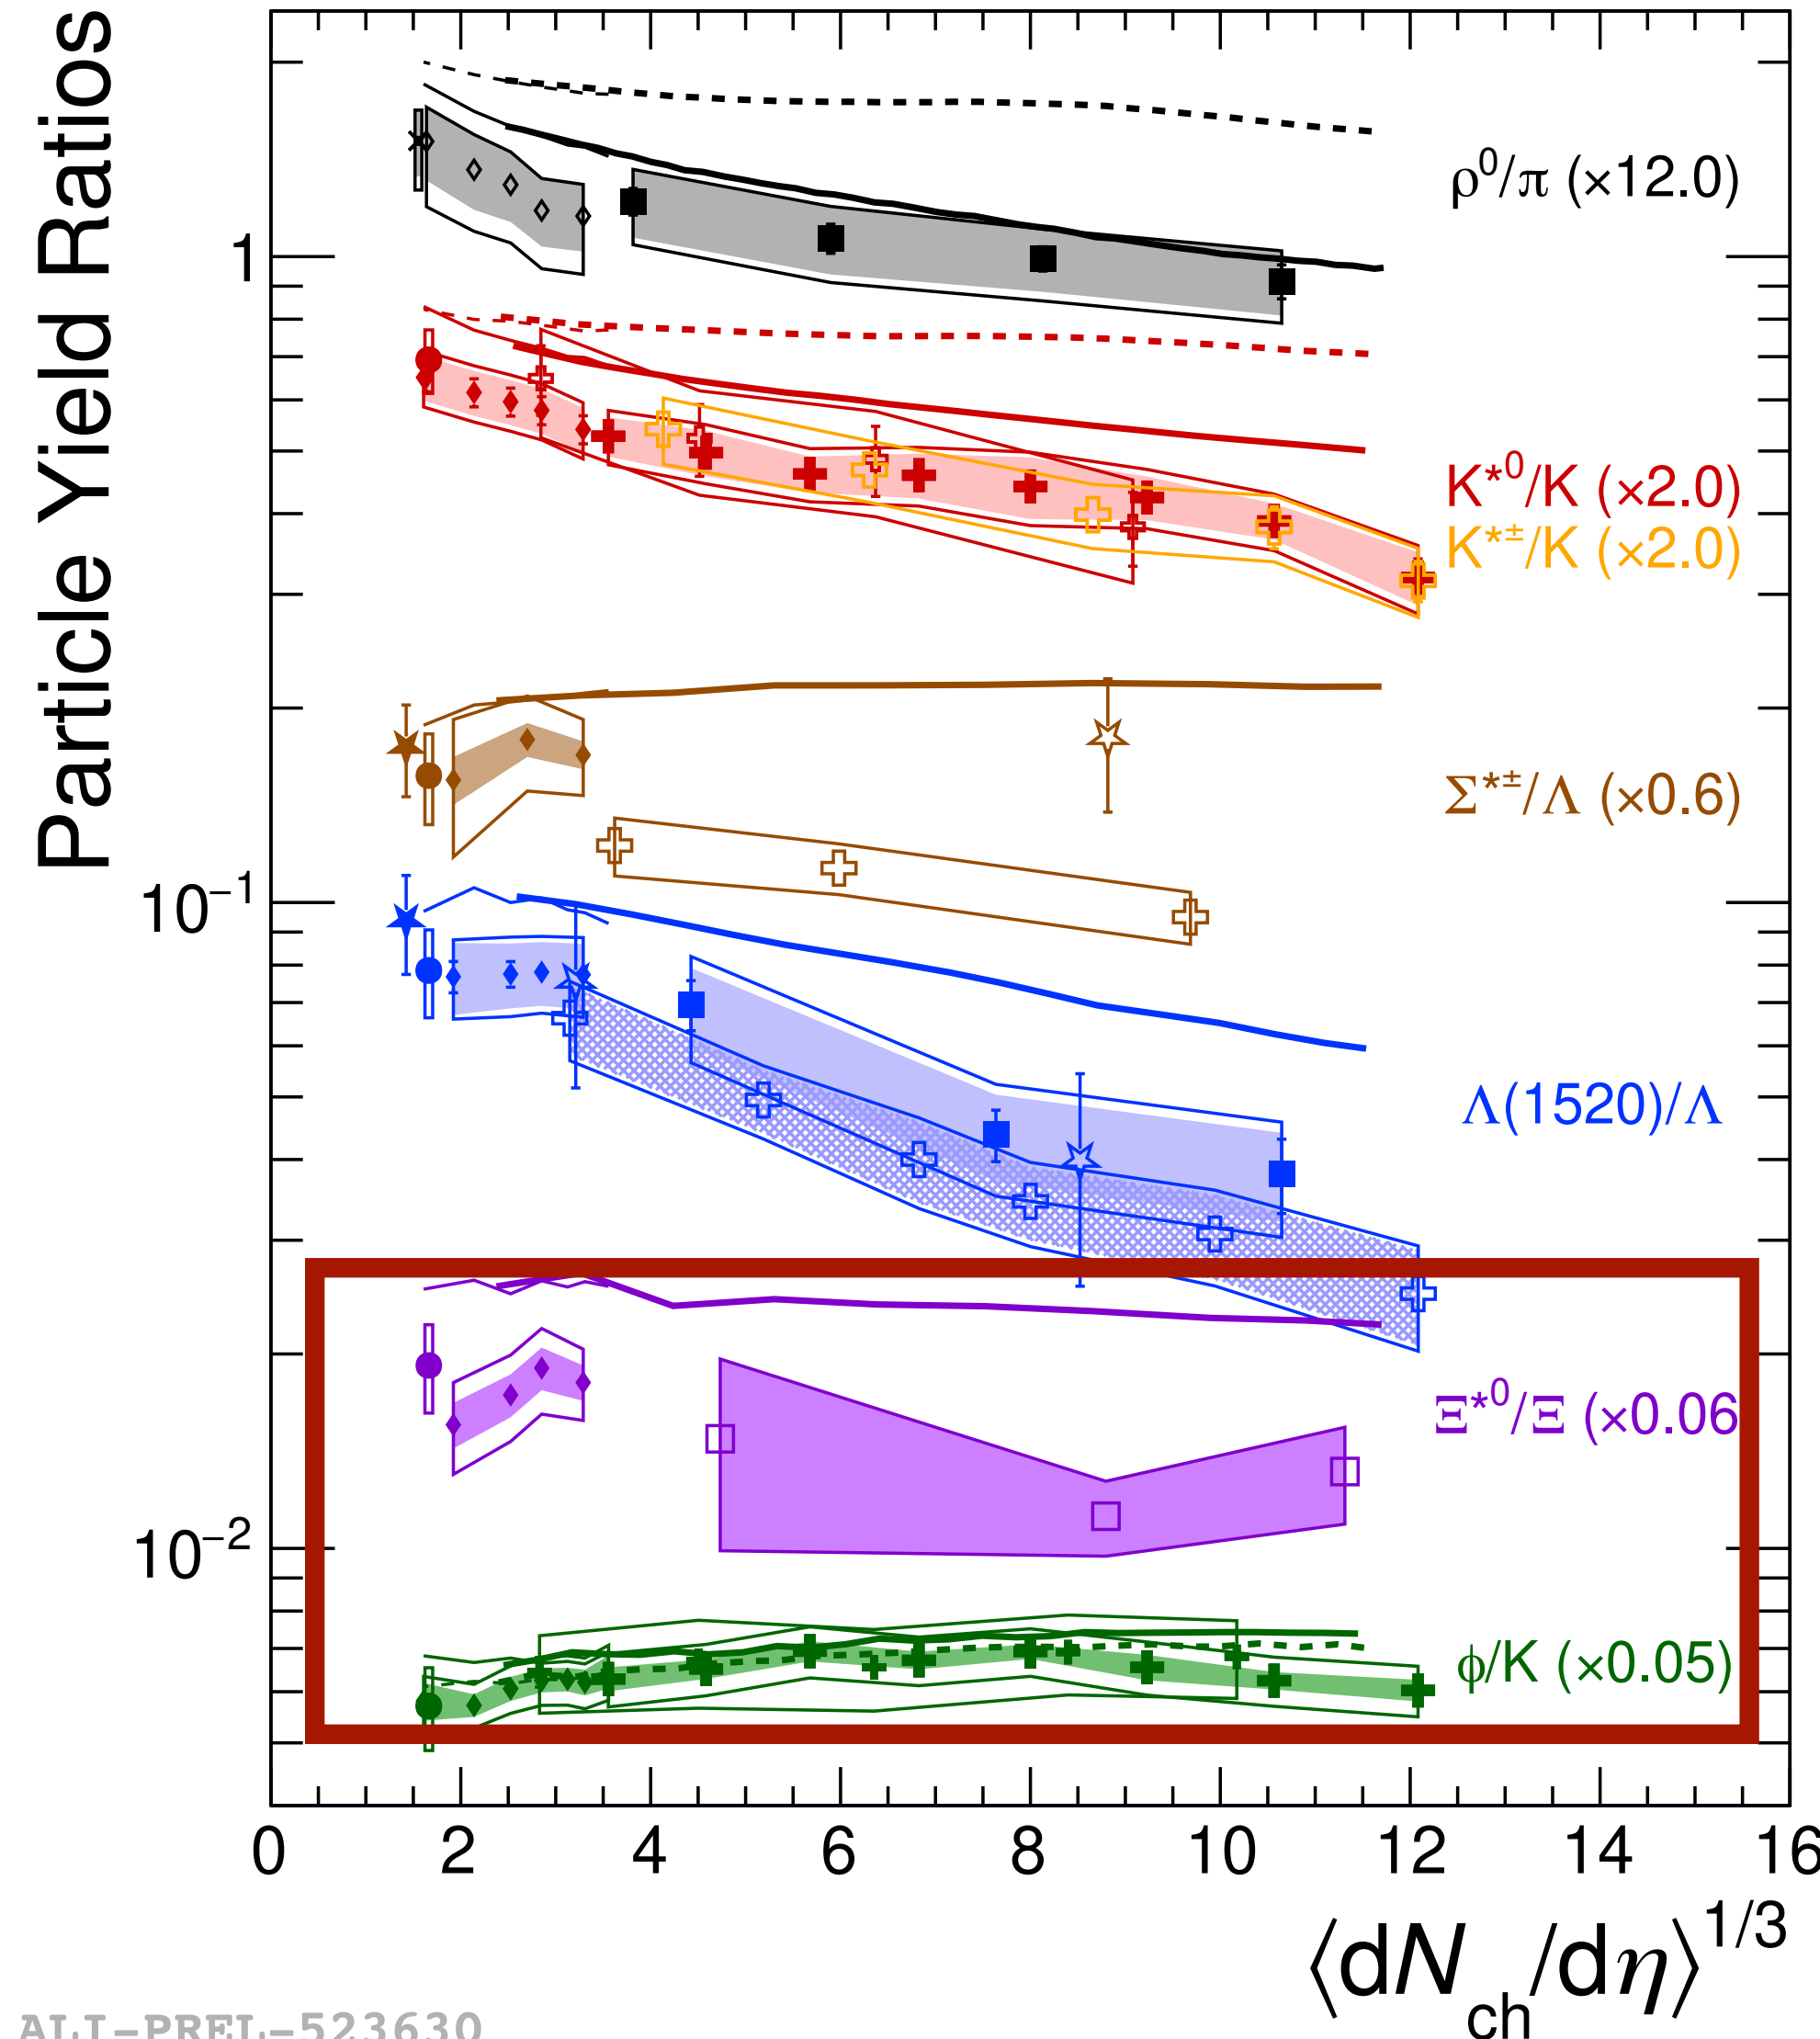 Particle Yield Ratios
ρ⁰/π (×12.0)
1
K*⁰/K (×2.0)
K*±/K (×2.0)
Σ*±/Λ (×0.6)
10⁻¹
Λ(1520)/Λ
Ξ*⁰/Ξ (×0.06
10⁻²
ϕ/K (×0.05)
0 2 4 6 8 10 12 14 16
⟨dN_ch/dη⟩^1/3
ALI-PREL-523630